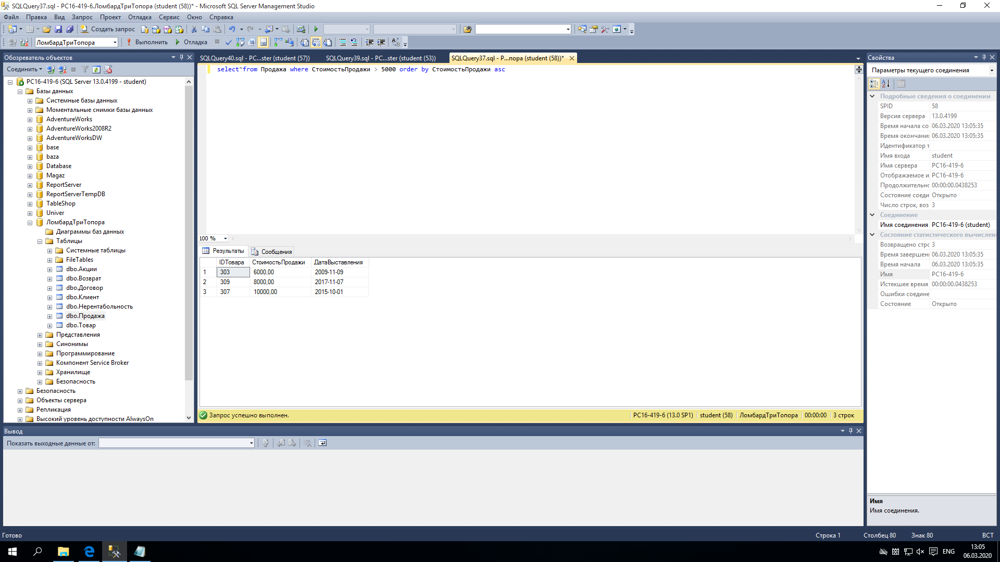 SQLQuery37.sql - PC16-419-6.ЛомбардТриТопора (student (58))* - Microsoft SQL Server Management Studio
Файл Правка Вид Запрос Проект Отладка Сервис Окно Справка
Создать запрос
ЛомбардТриТопора Выполнить Отладка
Обозреватель объектов
Соединить
PC16-419-6 (SQL Server 13.0.4199 - student)
Базы данных
Системные базы данных
Моментальные снимки базы данных
AdventureWorks
AdventureWorks2008R2
AdventureWorksDW
base
baza
Database
Magaz
ReportServer
ReportServerTempDB
TableShop
Univer
ЛомбардТриТопора
Диаграммы баз данных
Таблицы
Системные таблицы
FileTables
dbo.Акции
dbo.Возврат
dbo.Договор
dbo.Клиент
dbo.Нерентабольность
dbo.Продажа
dbo.Товар
Представления
Синонимы
Программирование
Компонент Service Broker
Хранилище
Безопасность
Безопасность
Объекты сервера
Репликация
Высокий уровень доступности AlwaysOn
SQLQuery40.sql - PC...ster (student (57)) SQLQuery39.sql - PC...ster (student (53)) SQLQuery37.sql - P...пора (student (58))*
select*from Продажа where СтоимостьПродажи > 5000 order by СтоимостьПродажи asc
100 %
Результаты Сообщения
IDТовара СтоимостьПродажи ДатаВыставления
1 303 6000,00 2009-11-09
2 309 8000,00 2017-11-07
3 307 10000,00 2015-10-01
Запрос успешно выполнен. PC16-419-6 (13.0 SP1) student (58) ЛомбардТриТопора 00:00:00 3 строк
Свойства
Параметры текущего соединения
Подробные сведения о соединении
SPID 58
Версия сервера 13.0.4199
Время начала со 06.03.2020 13:05:35
Время окончани 06.03.2020 13:05:35
Идентификатор т
Имя входа student
Имя сервера PC16-419-6
Отображаемое и PC16-419-6
Продолжительно 00:00:00.0438253
Состояние соеди Открыто
Число строк, воз 3
Соединение
Имя соединения PC16-419-6 (student)
Состояние статистического вычислен
Возвращено стро 3
Время завершен 06.03.2020 13:05:35
Время начала 06.03.2020 13:05:35
Имя PC16-419-6
Истекшее время 00:00:00.0438253
Ошибки соедине
Состояние Открыто
Имя
Имя соединения.
Вывод
Показать выходные данные от:
Готово Строка 1 Столбец 80 Знак 80 ВСТ
ENG 13:05
06.03.2020